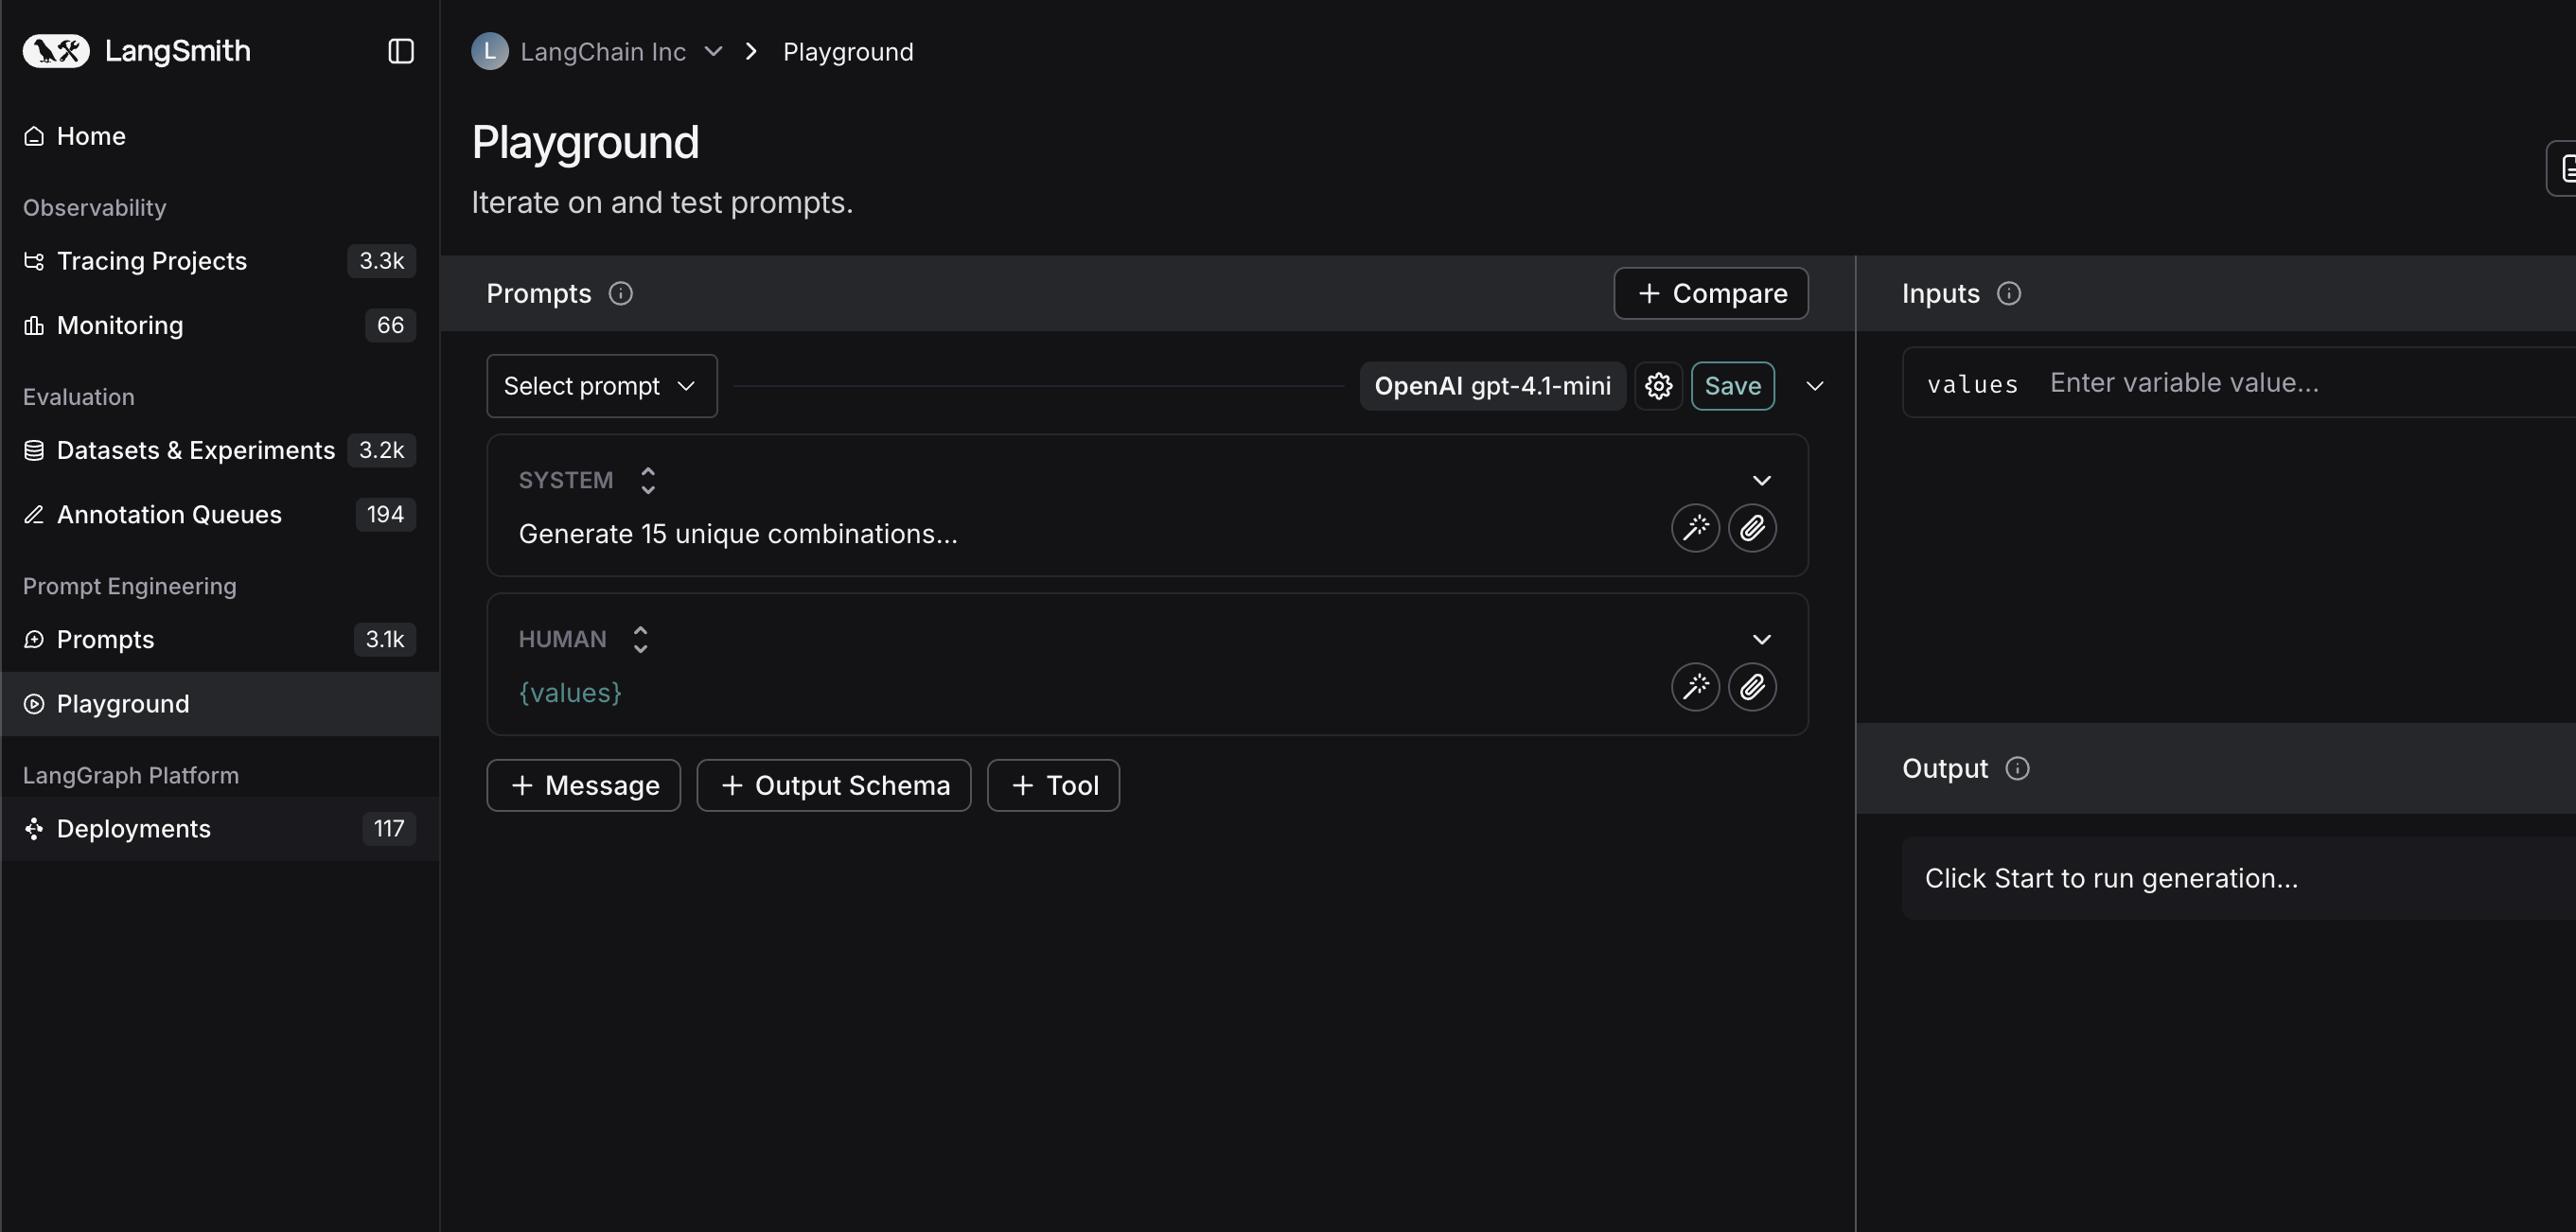 LangSmith
Home
Observability
Tracing Projects 3.3k
Monitoring 66
Evaluation
Datasets & Experiments 3.2k
Annotation Queues 194
Prompt Engineering
Prompts 3.1k
Playground
LangGraph Platform
Deployments 117
L LangChain Inc Playground
Playground
Iterate on and test prompts.
Prompts + Compare
Select prompt OpenAI gpt-4.1-mini Save
SYSTEM
Generate 15 unique combinations...
HUMAN
{values}
+ Message + Output Schema + Tool
Inputs
values Enter variable value...
Output
Click Start to run generation...